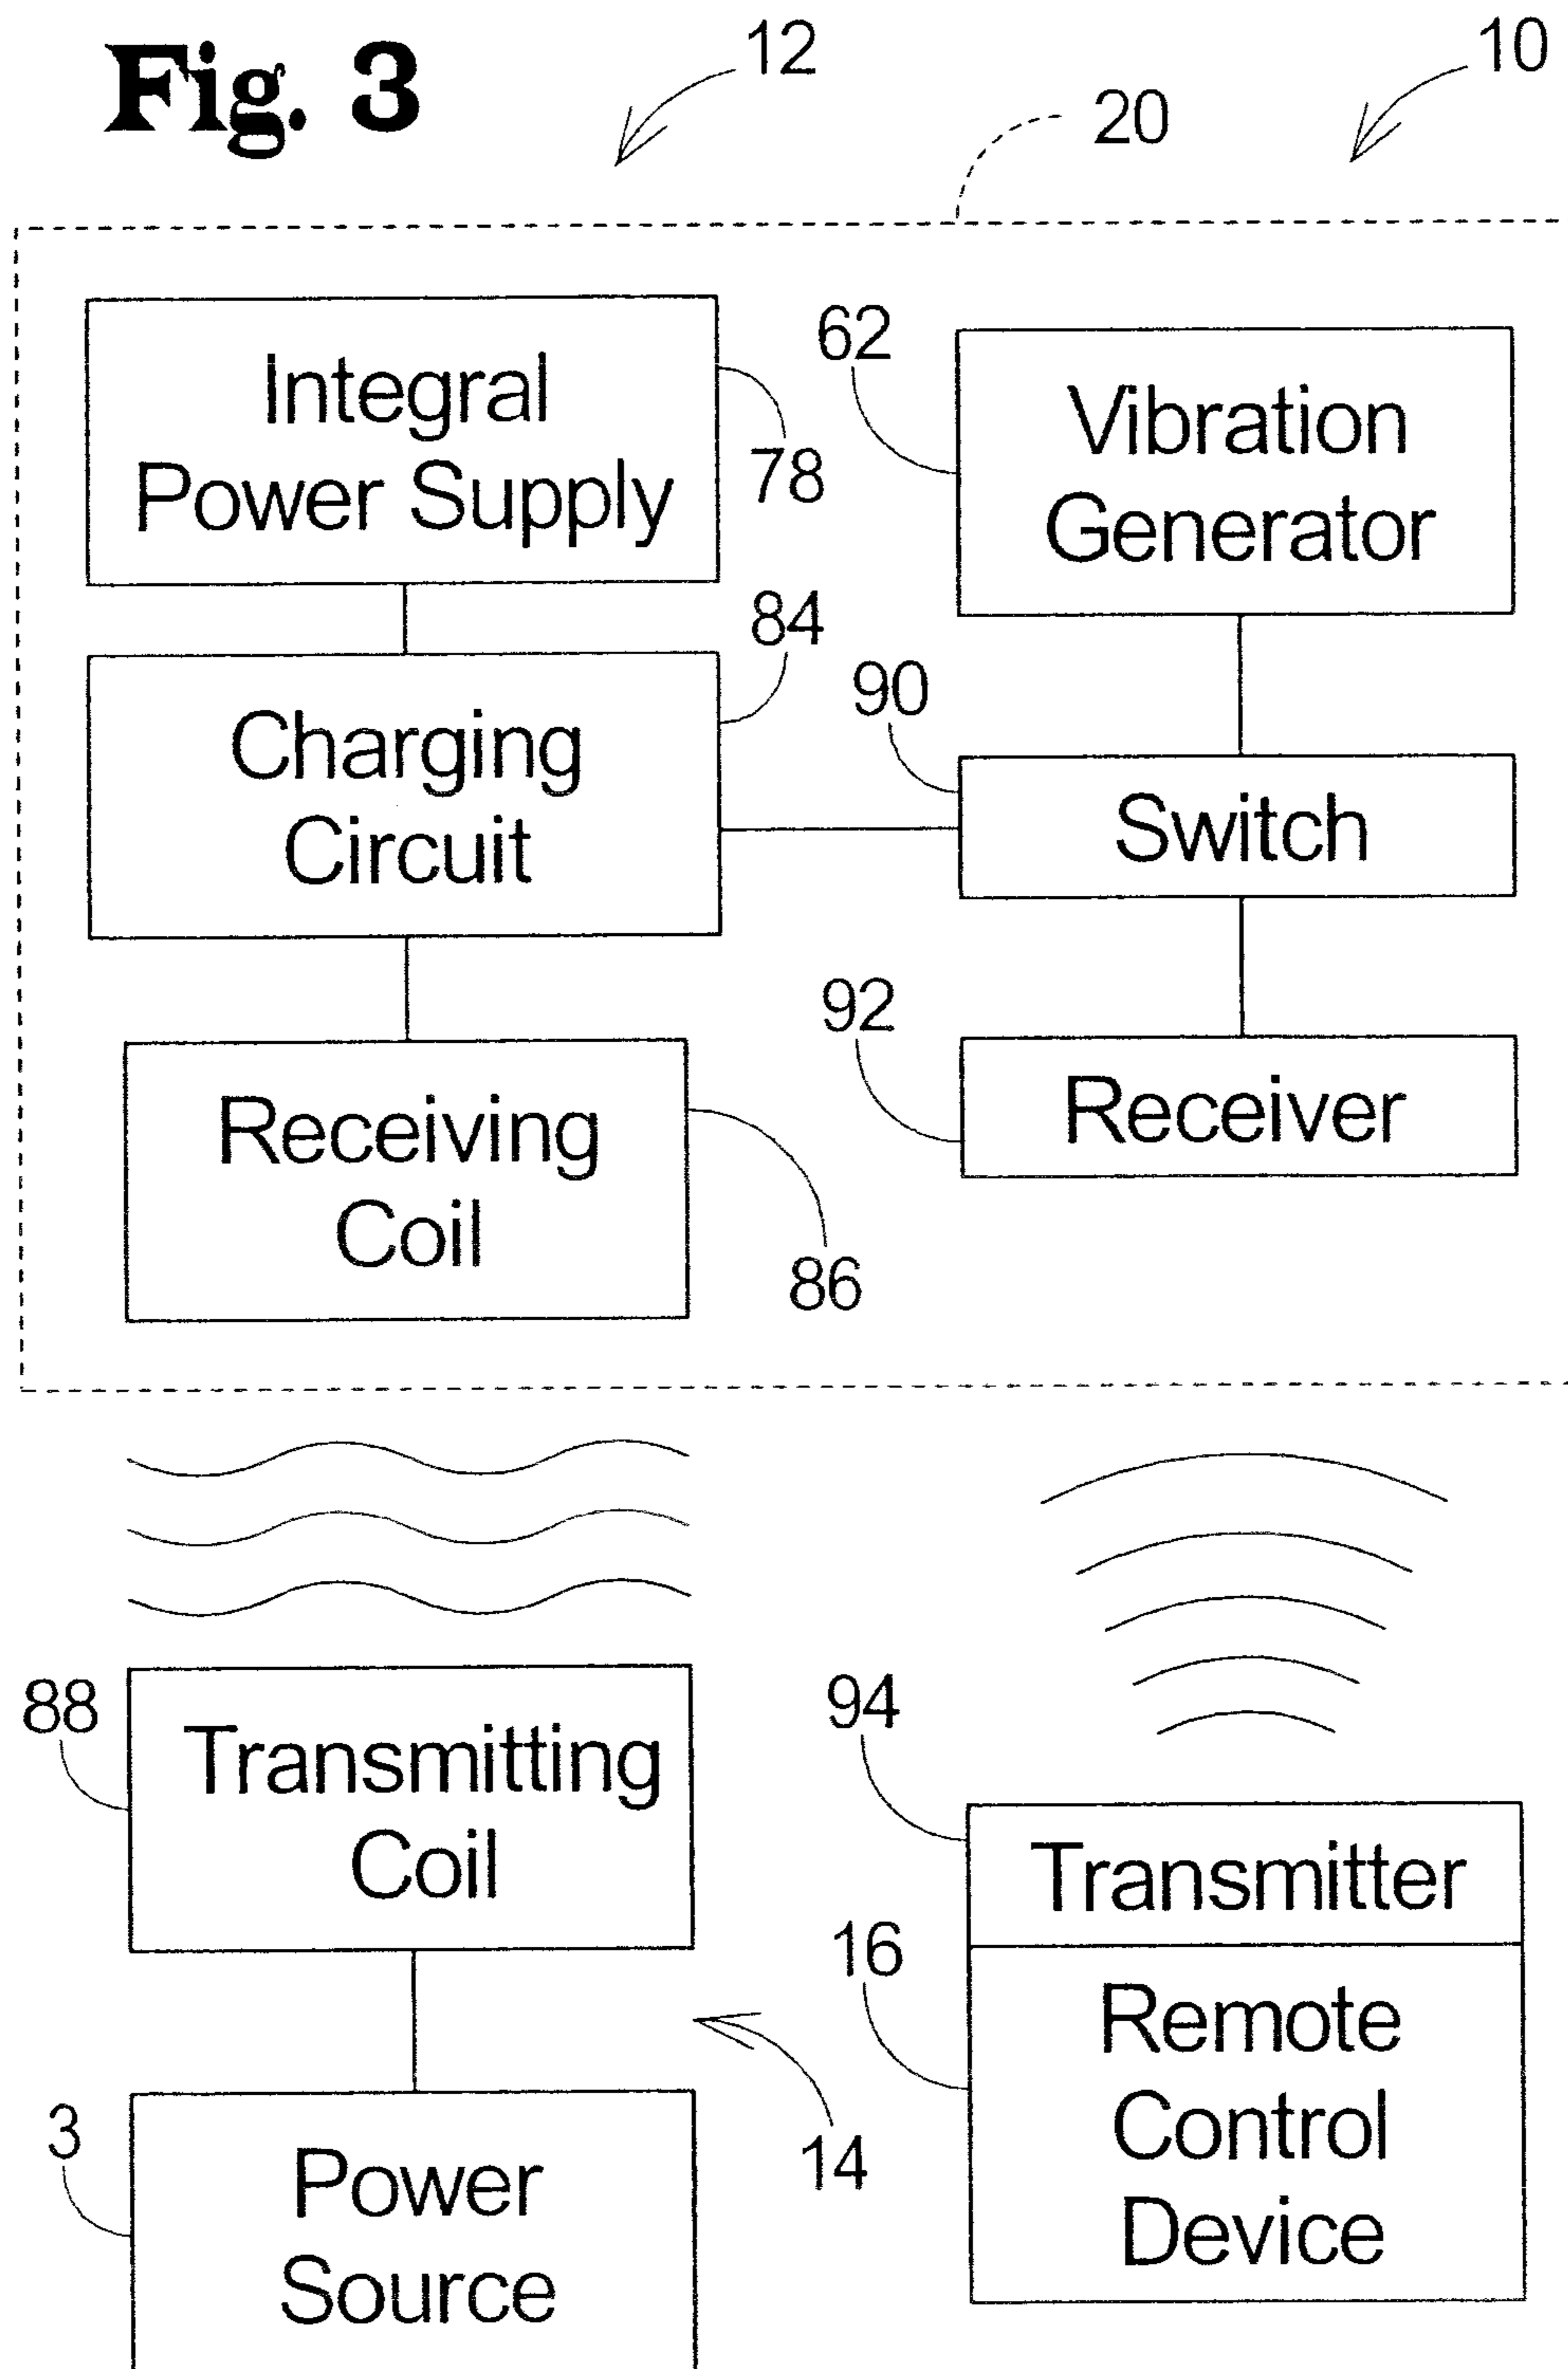 Fig. 3
12
10
20
Integral
Power Supply
78
62
Vibration
Generator
84
Charging
Circuit
90
Switch
92
Receiver
Receiving
Coil
86
88
Transmitting
Coil
94
Transmitter
16
Remote
Control
Device
14
3
Power
Source